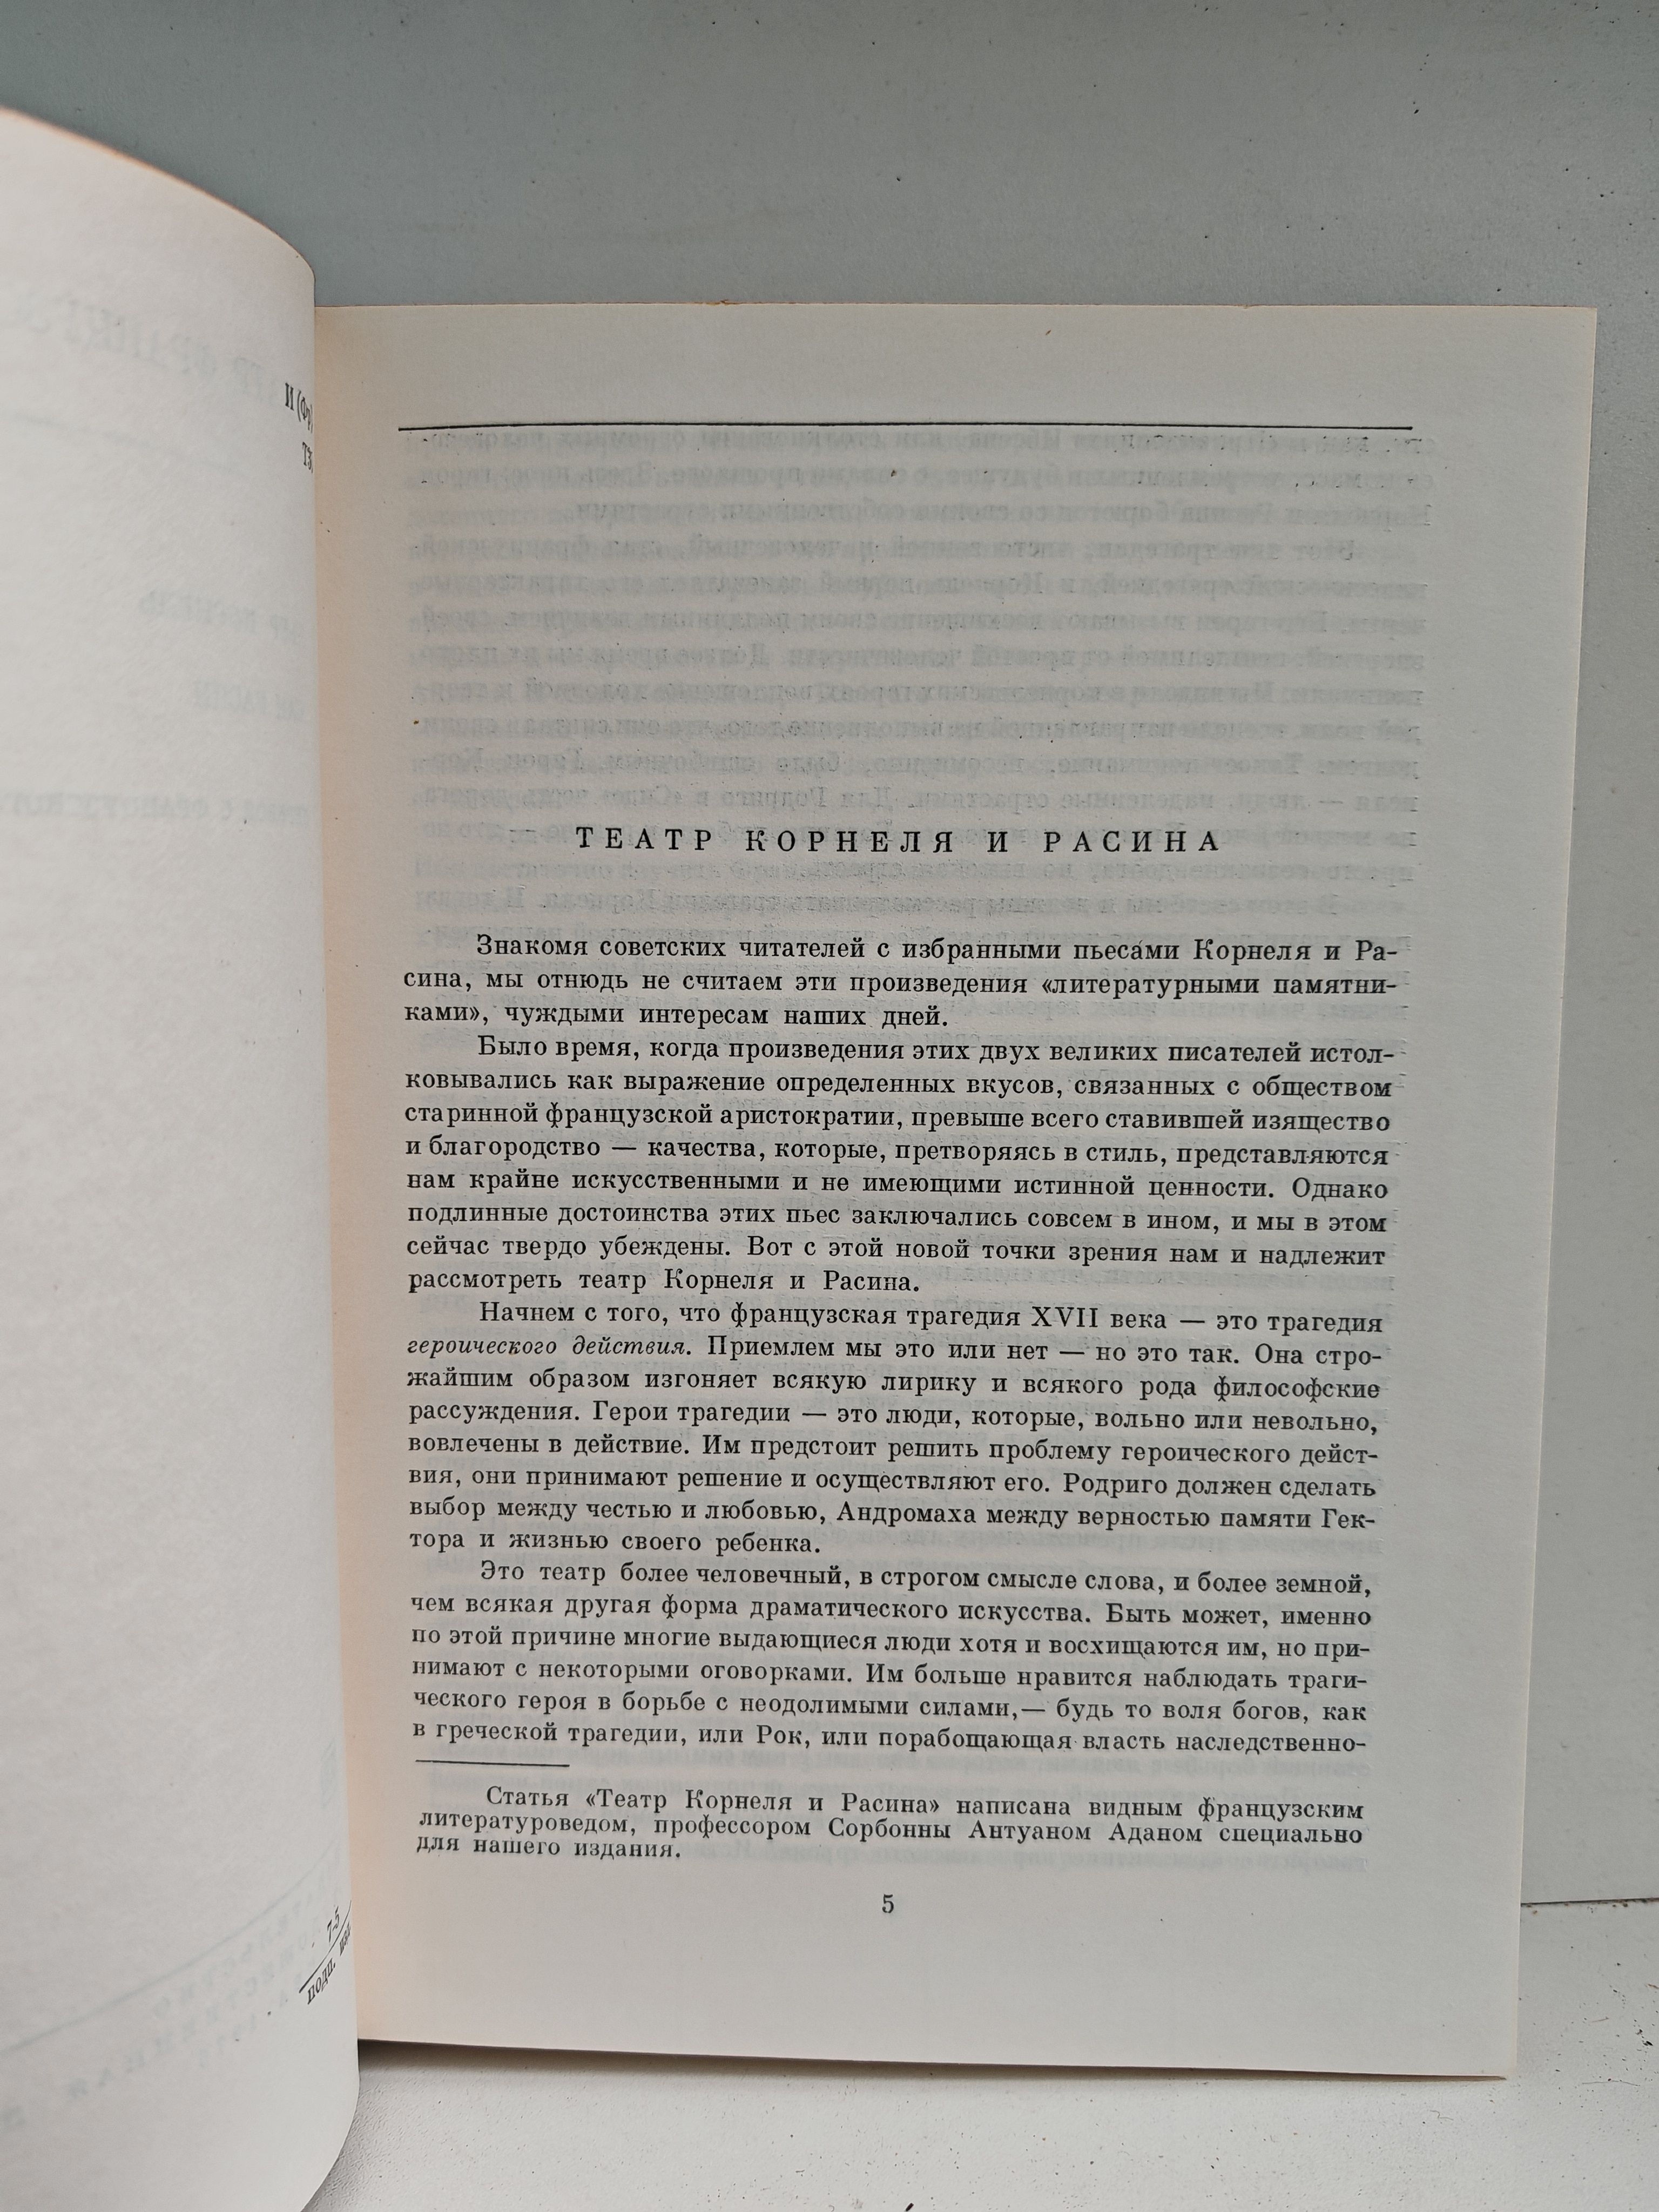 И (Фр)
ТЕАТР КОРНЕЛЯ И РАСИНА
Знакомя советских читателей с избранными пьесами Корнеля и Ра-
сина, мы отнюдь не считаем эти произведения «литературными памятни-
ками», чуждыми интересам наших дней.
Было время, когда произведения этих двух великих писателей истол-
ковывались как выражение определенных вкусов, связанных с обществом
старинной французской аристократии, превыше всего ставившей изящество
и благородство — качества, которые, претворяясь в стиль, представляются
нам крайне искусственными и не имеющими истинной ценности. Однако
подлинные достоинства этих пьес заключались совсем в ином, и мы в этом
сейчас твердо убеждены. Вот с этой новой точки зрения нам и надлежит
рассмотреть театр Корнеля и Расина.
Начнем с того, что французская трагедия XVII века — это трагедия
героического действия. Приемлем мы это или нет — но это так. Она стро-
жайшим образом изгоняет всякую лирику и всякого рода философские
рассуждения. Герои трагедии — это люди, которые, вольно или невольно,
вовлечены в действие. Им предстоит решить проблему героического дейст-
вия, они принимают решение и осуществляют его. Родриго должен сделать
выбор между честью и любовью, Андромаха между верностью памяти Гек-
тора и жизнью своего ребенка.
Это театр более человечный, в строгом смысле слова, и более земной,
чем всякая другая форма драматического искусства. Быть может, именно
по этой причине многие выдающиеся люди хотя и восхищаются им, но при-
нимают с некоторыми оговорками. Им больше нравится наблюдать траги-
ческого героя в борьбе с неодолимыми силами,— будь то воля богов, как
в греческой трагедии, или Рок, или порабощающая власть наследственно-
Статья «Театр Корнеля и Расина» написана видным французским
литературоведом, профессором Сорбонны Антуаном Аданом специально
для нашего издания.
5
7-5
подп. изд